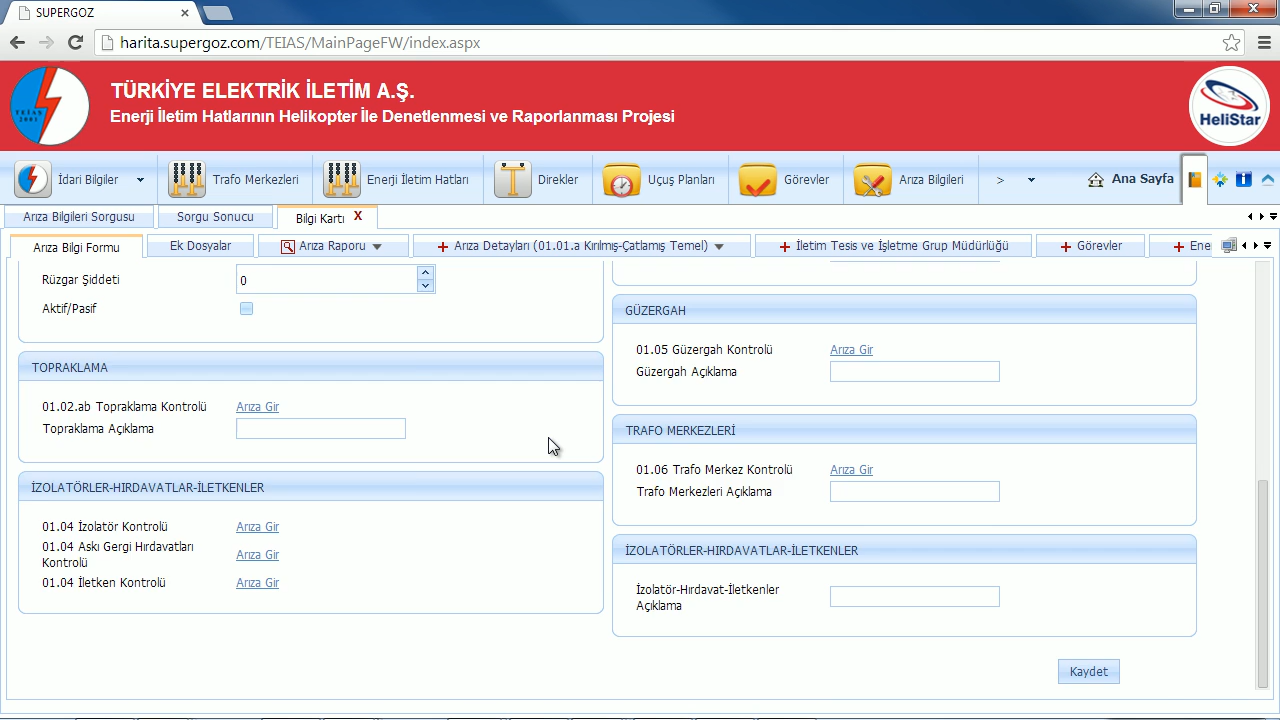 SUPERGOZ
harita.supergoz.com/TEIAS/MainPageFW/index.aspx
TEİAŞ
2001
TÜRKİYE ELEKTRİK İLETİM A.Ş.
Enerji İletim Hatlarının Helikopter İle Denetlenmesi ve Raporlanması Projesi
HeliStar
İdari Bilgiler
Trafo Merkezleri
Enerji İletim Hatları
Direkler
Uçuş Planları
Görevler
Arıza Bilgileri
>
Ana Sayfa
Arıza Bilgileri Sorgusu
Sorgu Sonucu
Bilgi Kartı X
Arıza Bilgi Formu
Ek Dosyalar
Arıza Raporu
Arıza Detayları (01.01.a Kırılmış-Çatlamış Temel)
İletim Tesis ve İşletme Grup Müdürlüğü
Görevler
Ene
Rüzgar Şiddeti 0
Aktif/Pasif
TOPRAKLAMA
01.02.ab Topraklama Kontrolü Arıza Gir
Topraklama Açıklama
İZOLATÖRLER-HIRDAVATLAR-İLETKENLER
01.04 İzolatör Kontrolü Arıza Gir
01.04 Askı Gergi Hırdavatları
Kontrolü Arıza Gir
01.04 İletken Kontrolü Arıza Gir
GÜZERGAH
01.05 Güzergah Kontrolü Arıza Gir
Güzergah Açıklama
TRAFO MERKEZLERİ
01.06 Trafo Merkez Kontrolü Arıza Gir
Trafo Merkezleri Açıklama
İZOLATÖRLER-HIRDAVATLAR-İLETKENLER
İzolatör-Hırdavat-İletkenler
Açıklama
Kaydet